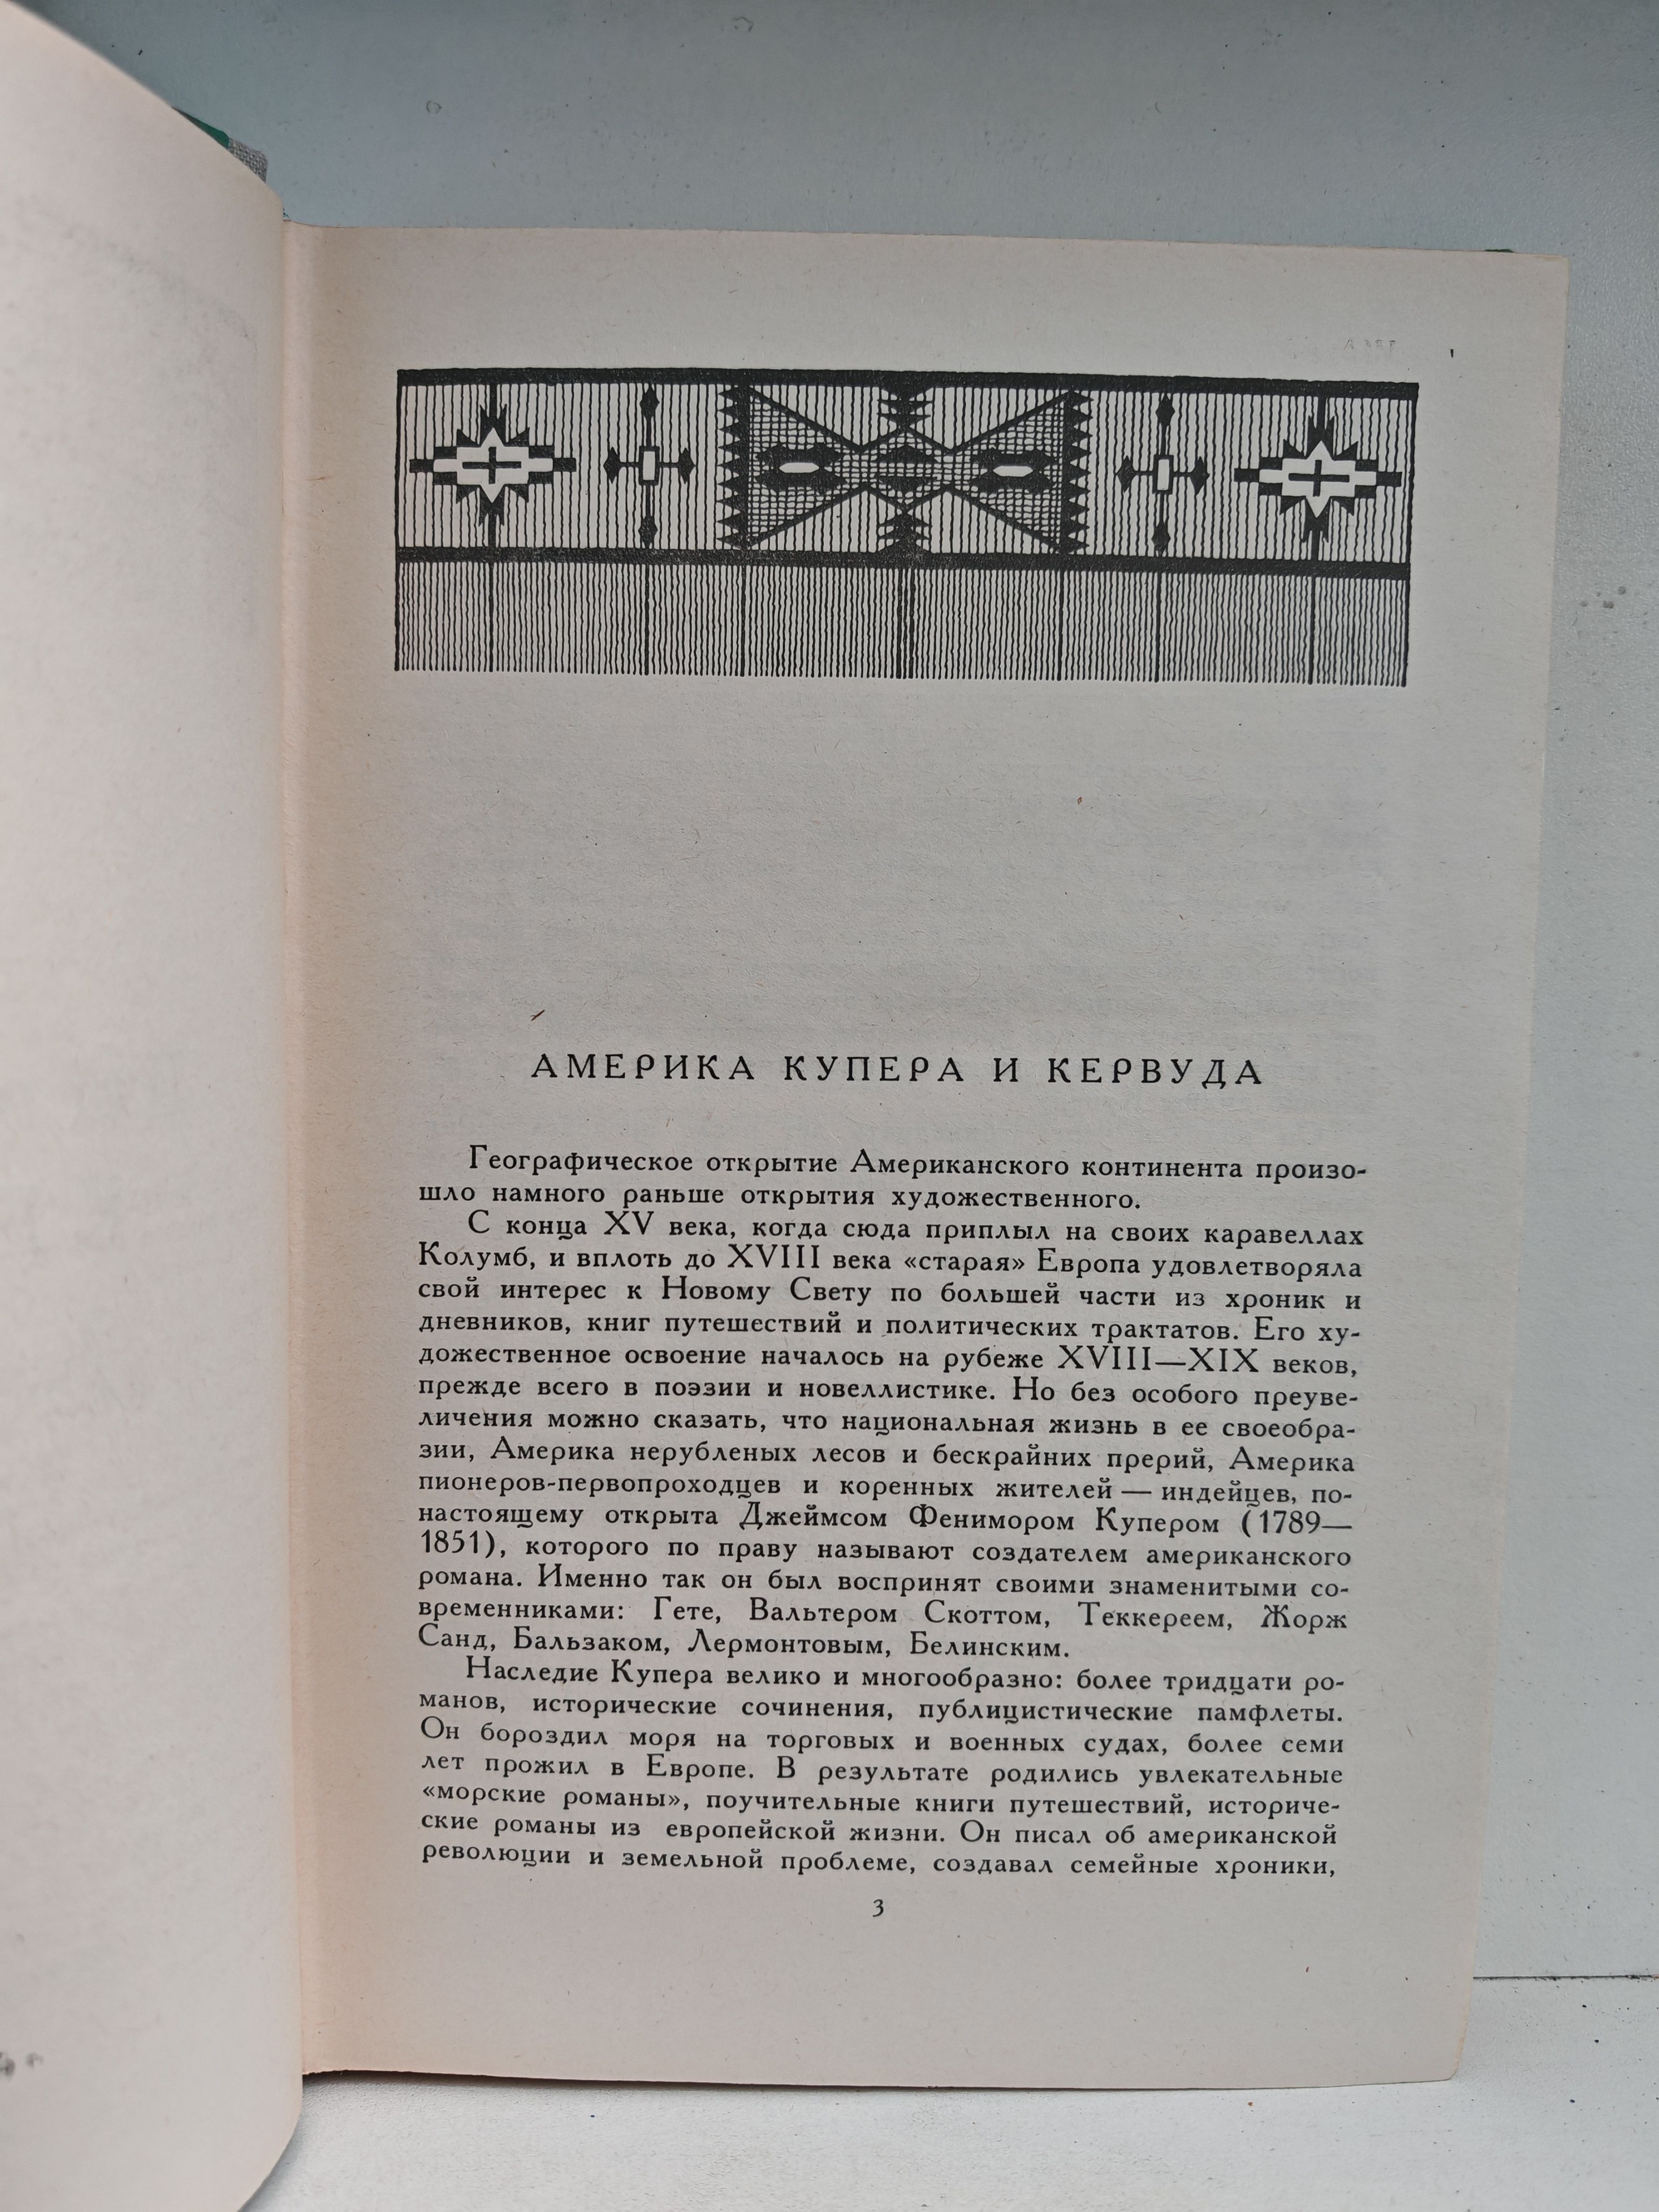 АМЕРИКА КУПЕРА И КЕРВУДА
Географическое открытие Американского континента произо-
шло намного раньше открытия художественного.
С конца XV века, когда сюда приплыл на своих каравеллах
Колумб, и вплоть до XVIII века «старая» Европа удовлетворяла
свой интерес к Новому Свету по большей части из хроник и
дневников, книг путешествий и политических трактатов. Его ху-
дожественное освоение началось на рубеже XVIII—XIX веков,
прежде всего в поэзии и новеллистике. Но без особого преуве-
личения можно сказать, что национальная жизнь в ее своеобра-
зии, Америка нерубленых лесов и бескрайних прерий, Америка
пионеров-первопроходцев и коренных жителей — индейцев, по-
настоящему открыта Джеймсом Фенимором Купером (1789—
1851), которого по праву называют создателем американского
романа. Именно так он был воспринят своими знаменитыми со-
временниками: Гете, Вальтером Скоттом, Теккереем, Жорж
Санд, Бальзаком, Лермонтовым, Белинским.
Наследие Купера велико и многообразно: более тридцати ро-
манов, исторические сочинения, публицистические памфлеты.
Он бороздил моря на торговых и военных судах, более семи
лет прожил в Европе. В результате родились увлекательные
«морские романы», поучительные книги путешествий, историче-
ские романы из европейской жизни. Он писал об американской
революции и земельной проблеме, создавал семейные хроники,
3